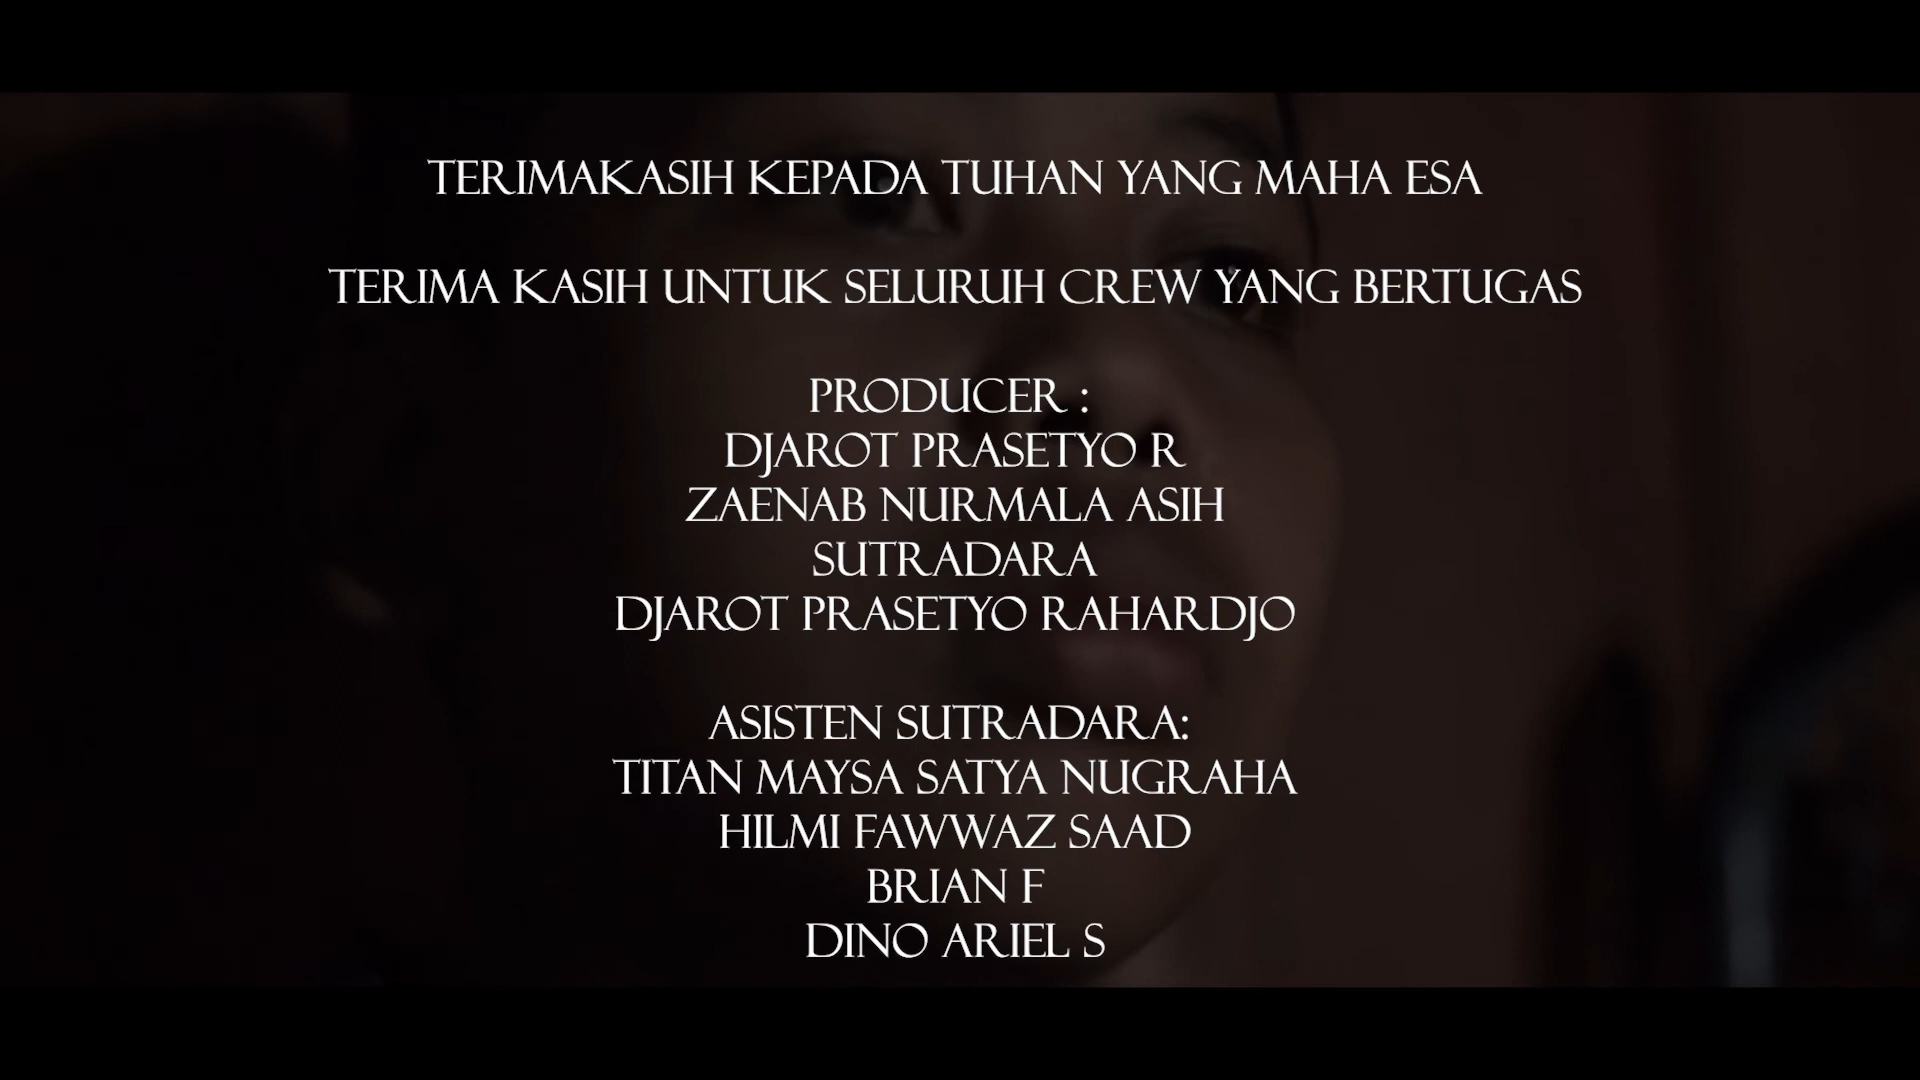 TERIMAKASIH KEPADA TUHAN YANG MAHA ESA
TERIMA KASIH UNTUK SELURUH CREW YANG BERTUGAS
PRODUCER :
DJAROT PRASETYO R
ZAENAB NURMALA ASIH
SUTRADARA
DJAROT PRASETYO RAHARDJO
ASISTEN SUTRADARA:
TITAN MAYSA SATYA NUGRAHA
HILMI FAWWAZ SAAD
BRIAN F
DINO ARIEL S